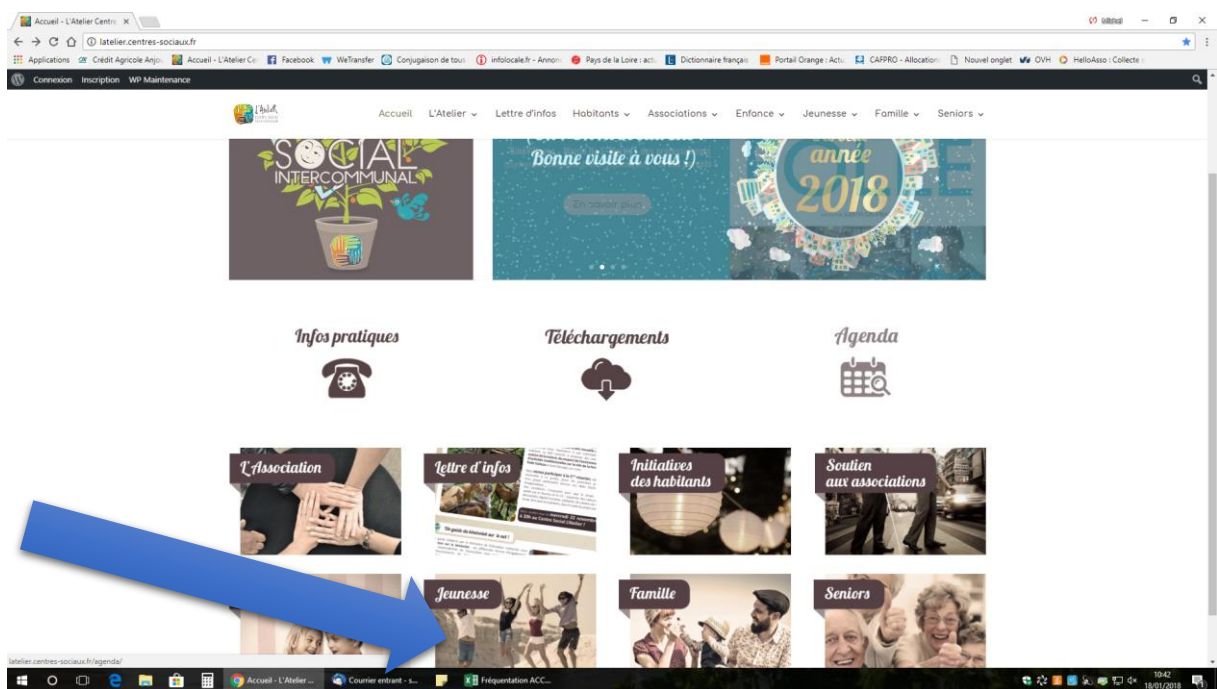 Accueil - L'Atelier Centre
latelier.centres-sociaux.fr
Applications Crédit Agricole Anjou Accueil - L'Atelier Ce Facebook WeTransfer Conjugaison de tous infolocale.fr - Annon Pays de la Loire : actu Dictionnaire français Portail Orange : Actu CAFPRO - Allocation Nouvel onglet OVH HelloAsso : Collecte
Connexion Inscription WP Maintenance
L'Atelier
Accueil L'Atelier Lettre d'infos Habitants Associations Enfance Jeunesse Famille Seniors
SOCIAL
INTERCOMMUNAL
Bonne visite à vous !)
En savoir plus
année
2018
Infos pratiques Téléchargements Agenda
L'Association
Lettre d'infos
Initiatives
des habitants
Soutien
aux associations
Jeunesse
Famille
Seniors
latelier.centres-sociaux.fr/agenda/
Accueil - L'Atelier ... Courrier entrant - s... Fréquentation ACC...
10:42
18/01/2018